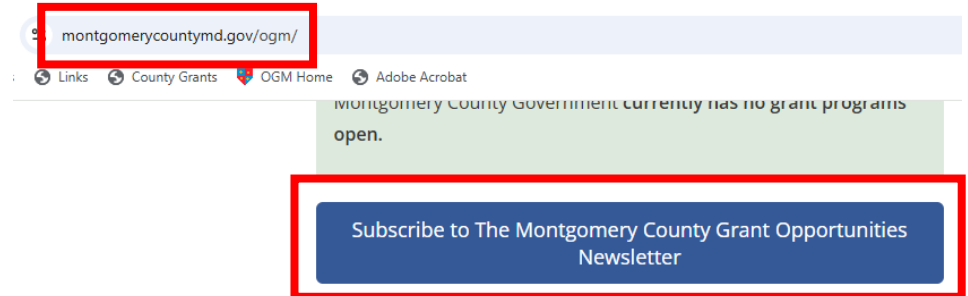 montgomerycountymd.gov/ogm/
Links County Grants OGM Home Adobe Acrobat
Montgomery County Government currently has no grant programs
open.
Subscribe to The Montgomery County Grant Opportunities
Newsletter